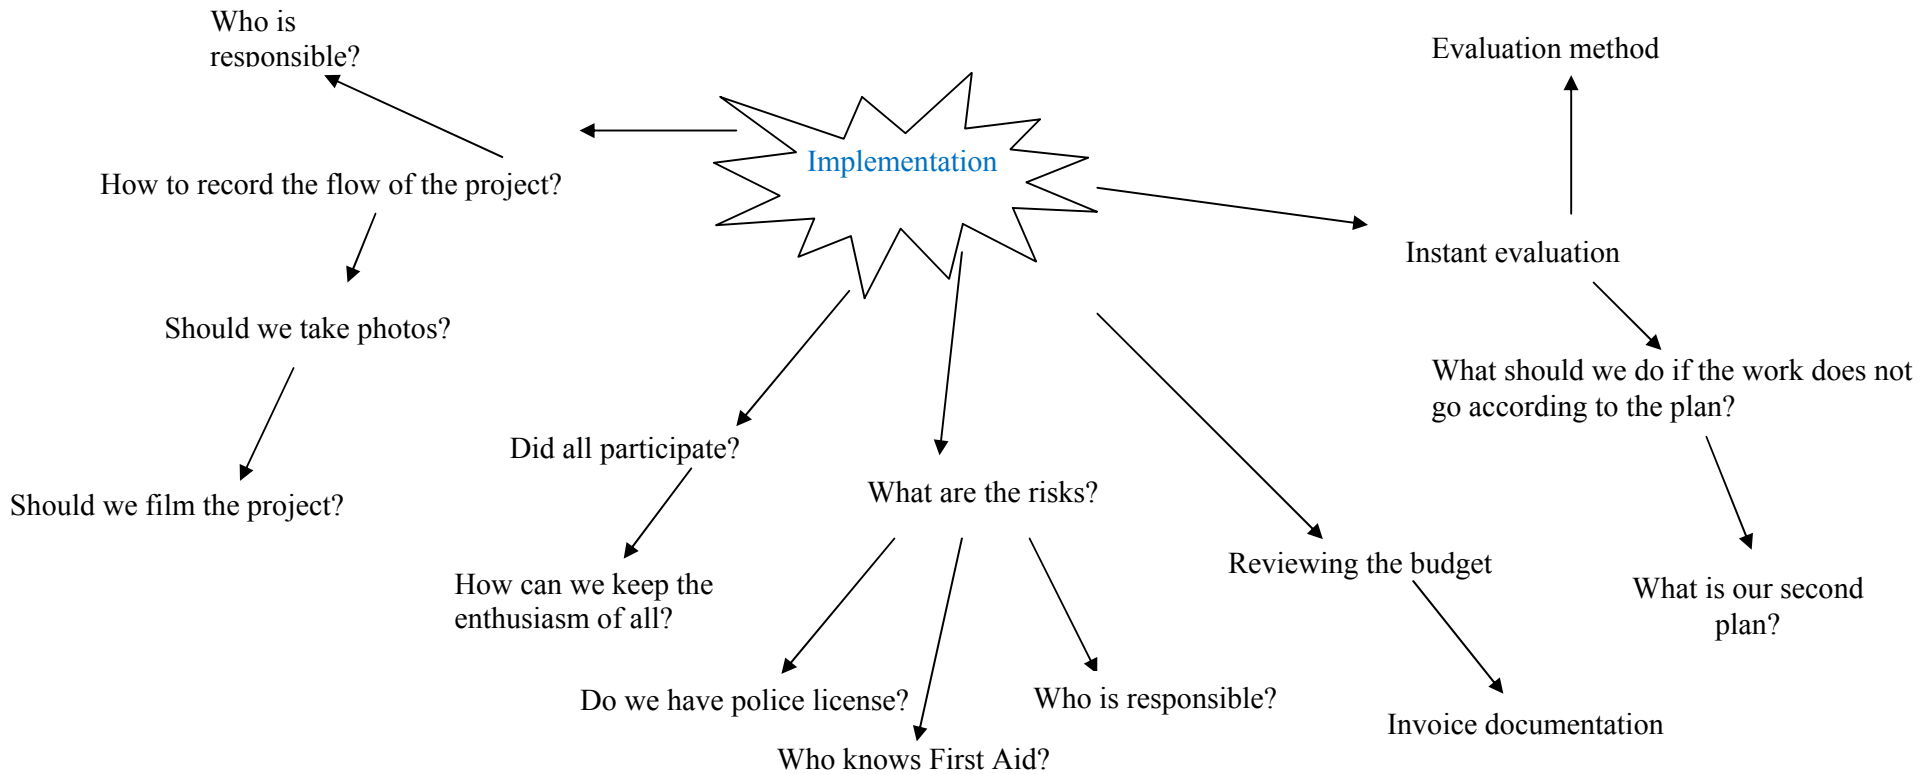 Who is
responsible?
Evaluation method
Implementation
How to record the flow of the project?
Instant evaluation
Should we take photos?
What should we do if the work does not
go according to the plan?
Did all participate?
What are the risks?
Should we film the project?
Reviewing the budget
How can we keep the
enthusiasm of all?
What is our second
plan?
Do we have police license?
Who is responsible?
Invoice documentation
Who knows First Aid?